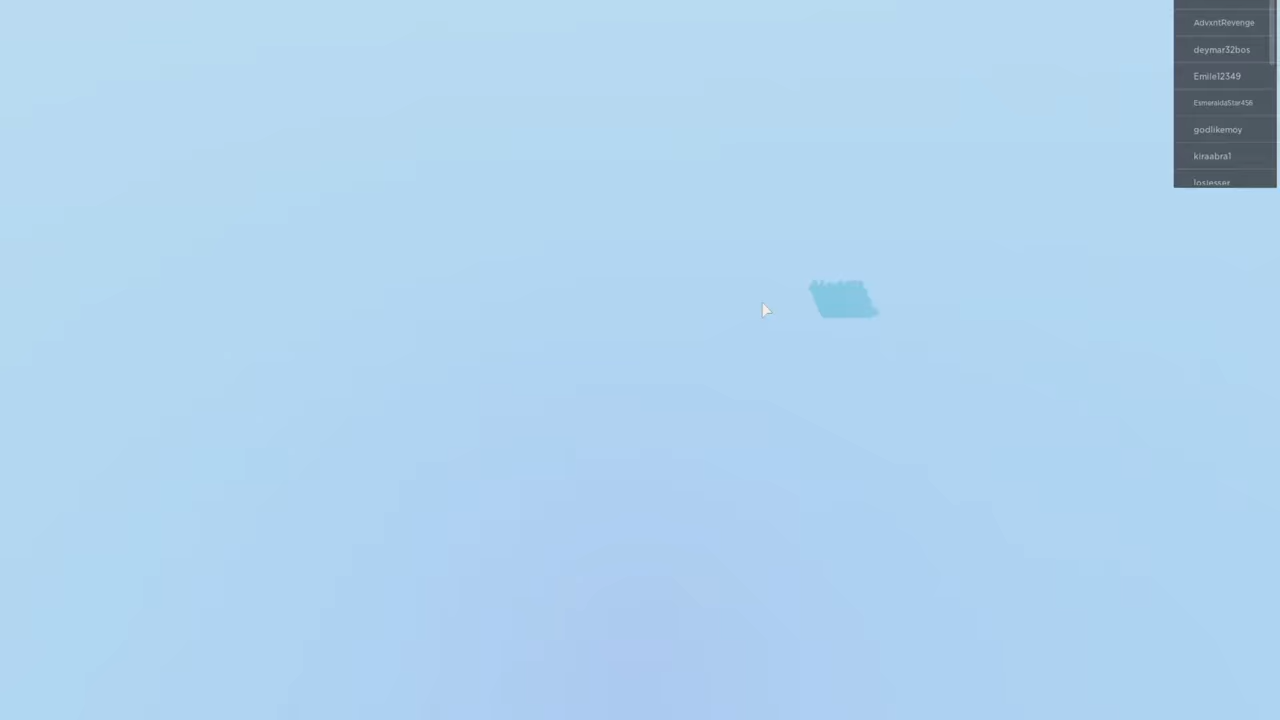 AdvxntRevenge
deymar32bos
Emile12349
EsmeraldaStar456
godlikemoy
kiraabra1